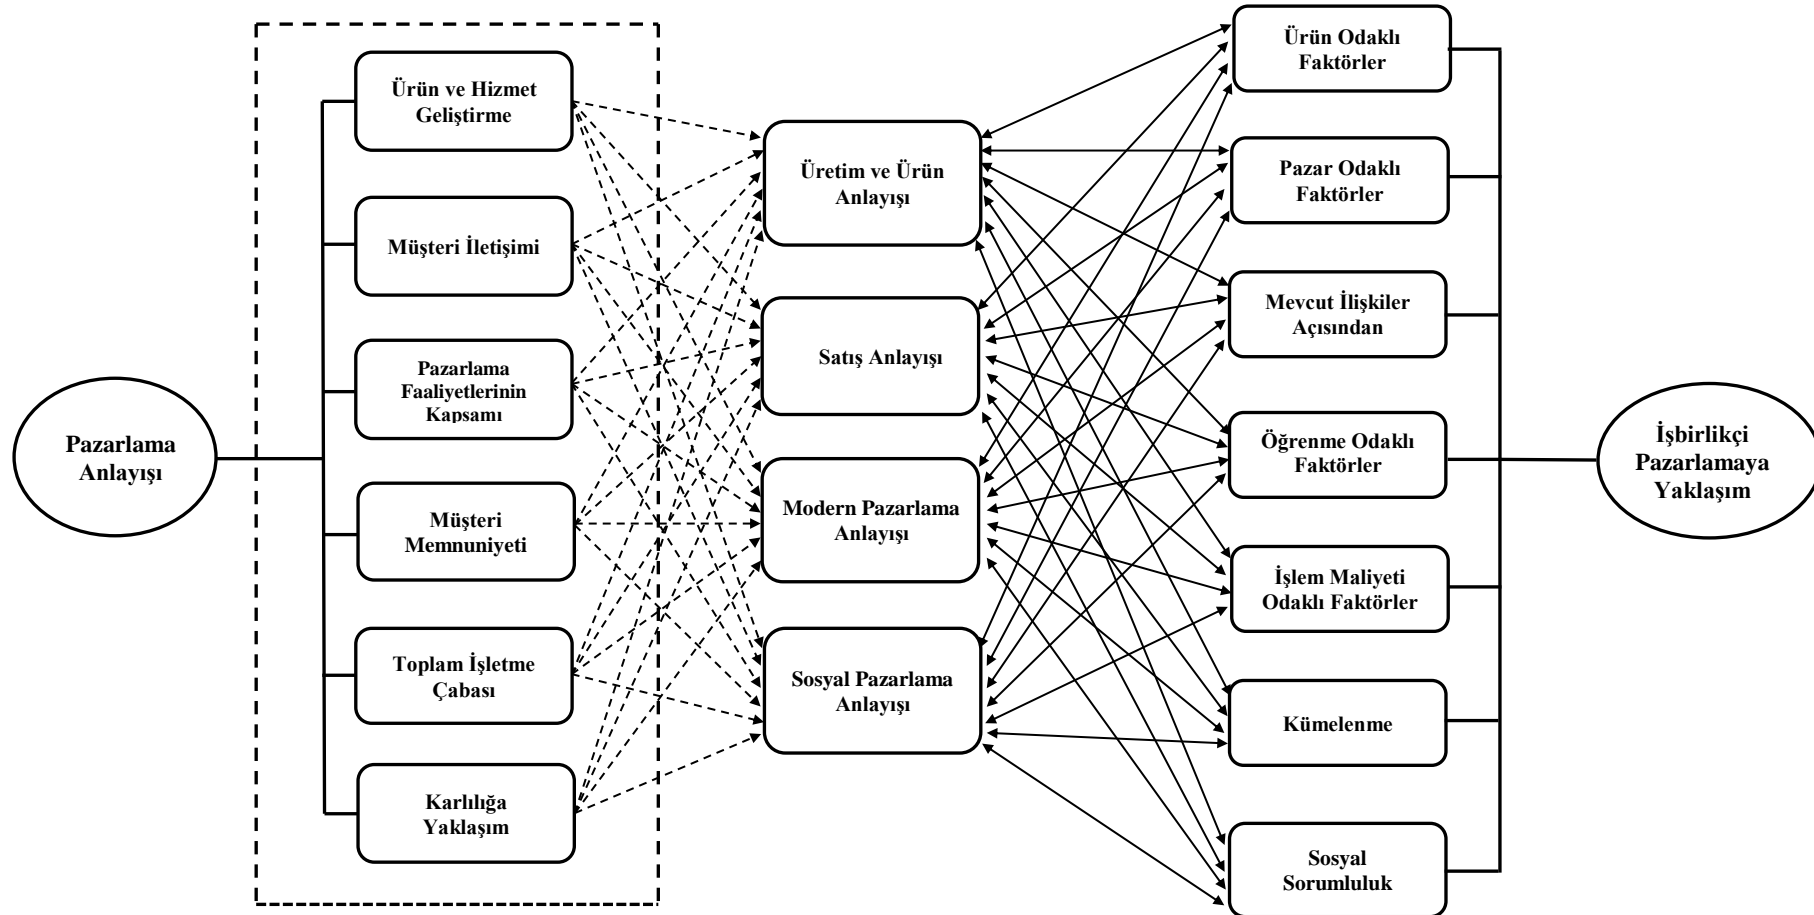 Pazarlama
Anlayışı
Ürün ve Hizmet
Geliştirme
Müşteri İletişimi
Pazarlama
Faaliyetlerinin
Kapsamı
Müşteri
Memnuniyeti
Toplam İşletme
Çabası
Karlılığa
Yaklaşım
Üretim ve Ürün
Anlayışı
Satış Anlayışı
Modern Pazarlama
Anlayışı
Sosyal Pazarlama
Anlayışı
Ürün Odaklı
Faktörler
Pazar Odaklı
Faktörler
Mevcut İlişkiler
Açısından
Öğrenme Odaklı
Faktörler
İşlem Maliyeti
Odaklı Faktörler
Kümelenme
Sosyal
Sorumluluk
İşbirlikçi
Pazarlamaya
Yaklaşım